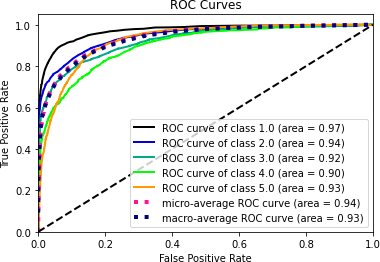 ROC Curves
True Positive Rate
1.0
0.8
0.6
0.4
0.2
0.0
ROC curve of class 1.0 (area = 0.97)
ROC curve of class 2.0 (area = 0.94)
ROC curve of class 3.0 (area = 0.92)
ROC curve of class 4.0 (area = 0.90)
ROC curve of class 5.0 (area = 0.93)
micro-average ROC curve (area = 0.94)
macro-average ROC curve (area = 0.93)
0.0 0.2 0.4 0.6 0.8 1.0
False Positive Rate